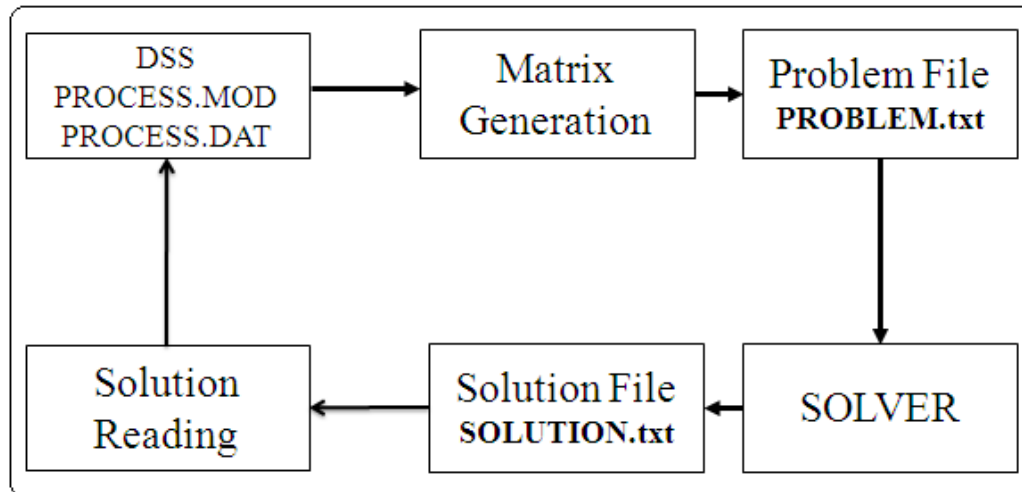 DSS
PROCESS.MOD
PROCESS.DAT
Matrix
Generation
Problem File
PROBLEM.txt
Solution
Reading
Solution File
SOLUTION.txt
SOLVER